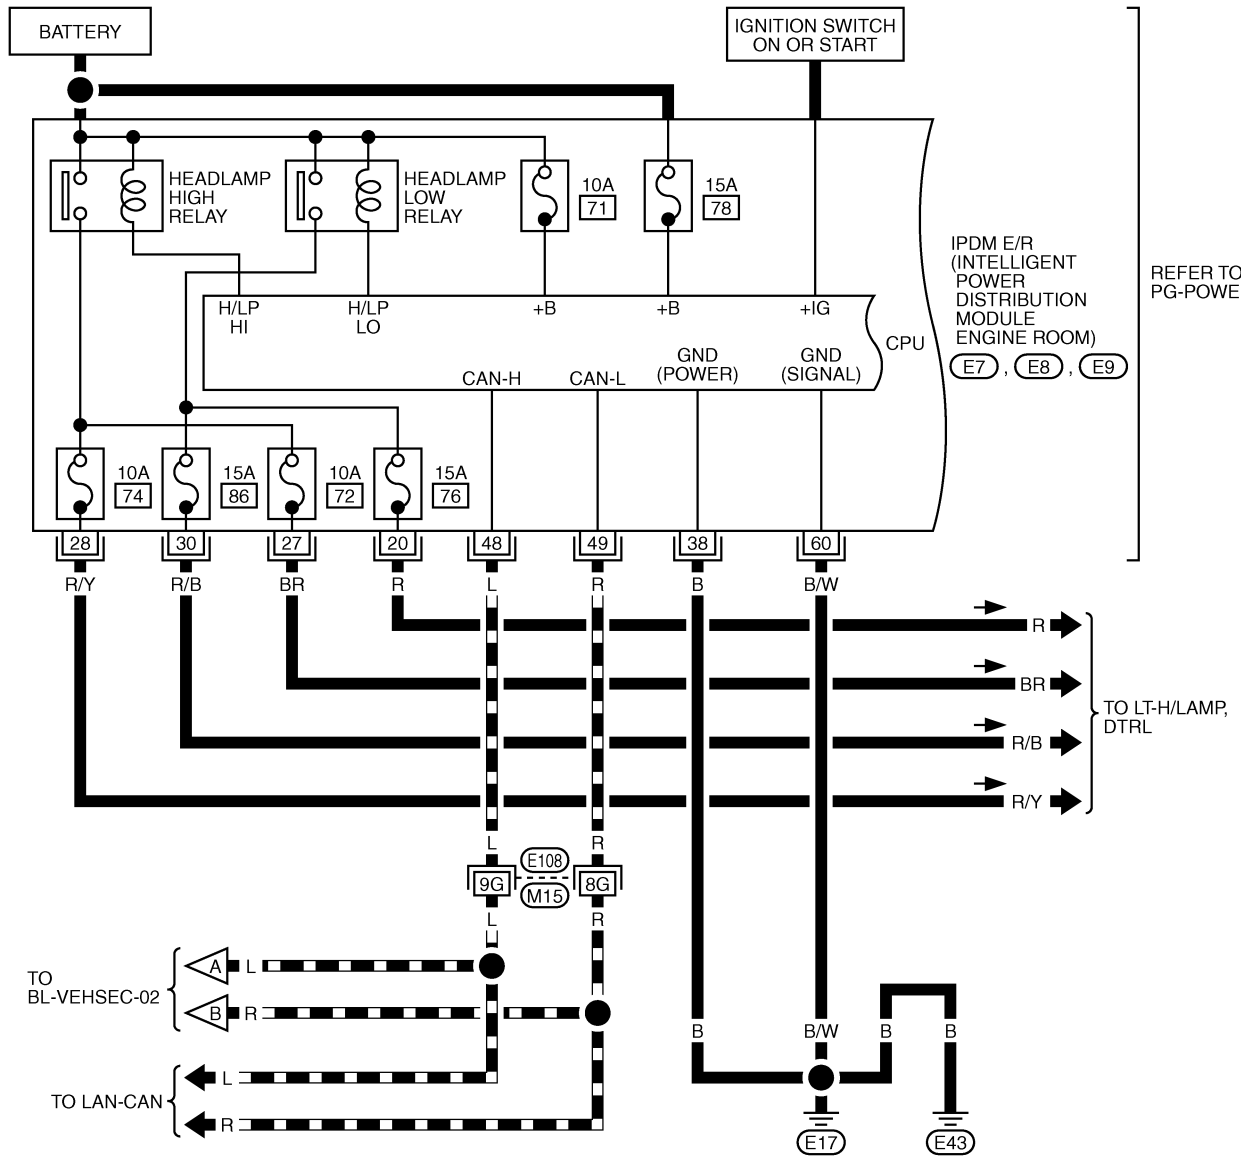 BATTERY
IGNITION SWITCH
ON OR START
HEADLAMP
HIGH
RELAY
HEADLAMP
LOW
RELAY
10A
71
15A
78
IPDM E/R
(INTELLIGENT
POWER
DISTRIBUTION
MODULE
ENGINE ROOM)
E7 , E8 , E9
REFER TO
PG-POWE
H/LP
HI
H/LP
LO
+B
+B
+IG
CPU
CAN-H
CAN-L
GND
(POWER)
GND
(SIGNAL)
10A
74
15A
86
10A
72
15A
76
28 30 27 20 48 49 38 60
R/Y R/B BR R L R B B/W
R
BR
R/B
R/Y
TO LT-H/LAMP,
DTRL
L R
E108
9G 8G
M15
L R
A L
B R
TO
BL-VEHSEC-02
B B/W B B
L
TO LAN-CAN
R
E17 E43